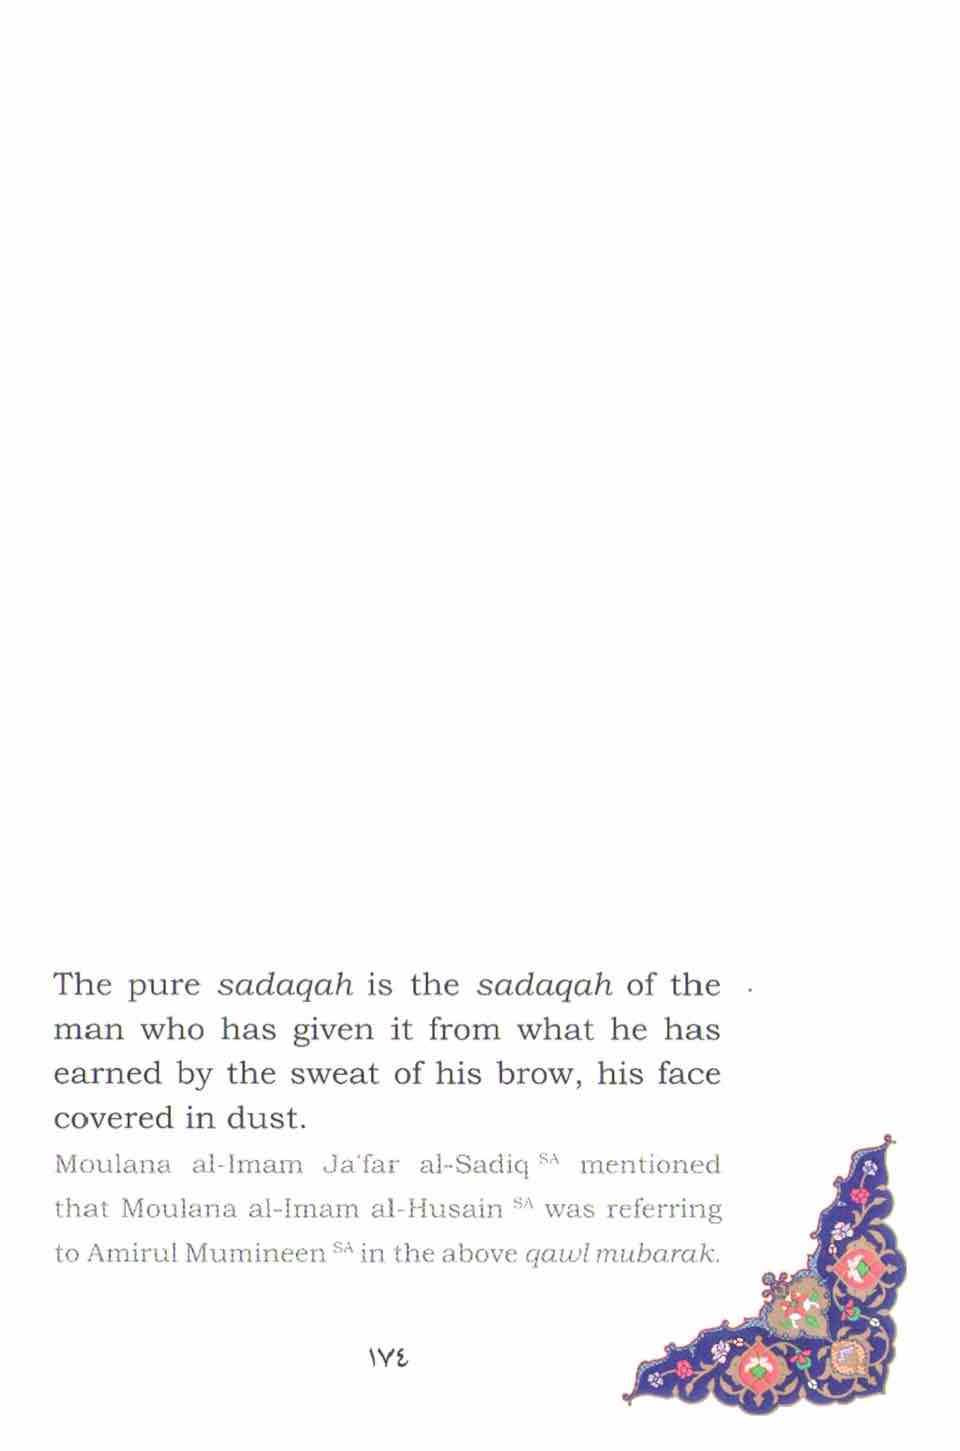 The pure sadaqah is the sadaqah of the
man who has given it from what he has
earned by the sweat of his brow, his face
covered in dust.
Moulana al-Imam Ja'far al-Sadiq SA mentioned
that Moulana al-Imam al-Husain SA was referring
to Amirul Mumineen SA in the above qawl mubarak.
١٧٤